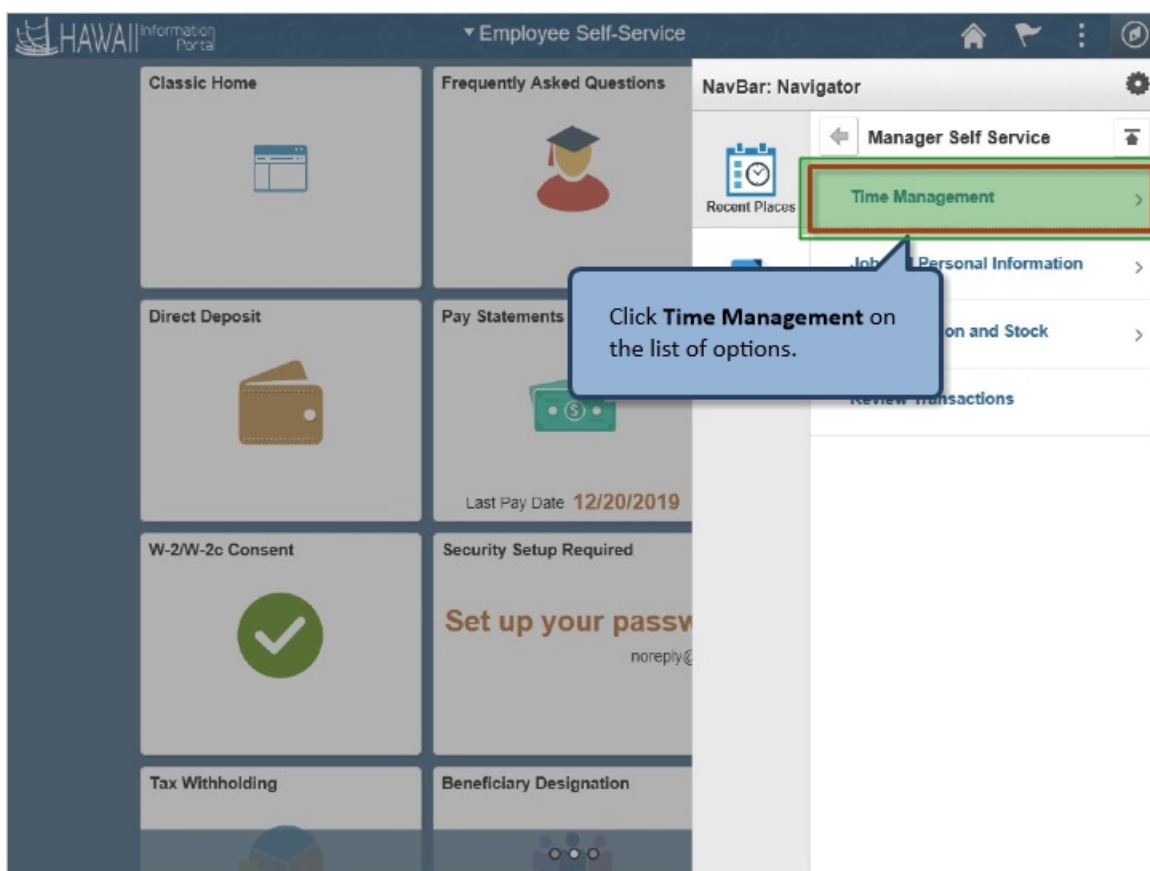 HAWAII Information
Portal
Employee Self-Service
Classic Home
Frequently Asked Questions
NavBar: Navigator
Manager Self Service
Recent Places
Time Management
Personal Information
Click Time Management on
the list of options.
on and Stock
Transactions
Direct Deposit
Pay Statements
Last Pay Date 12/20/2019
W-2/W-2c Consent
Security Setup Required
Set up your passw
noreply@
Tax Withholding
Beneficiary Designation